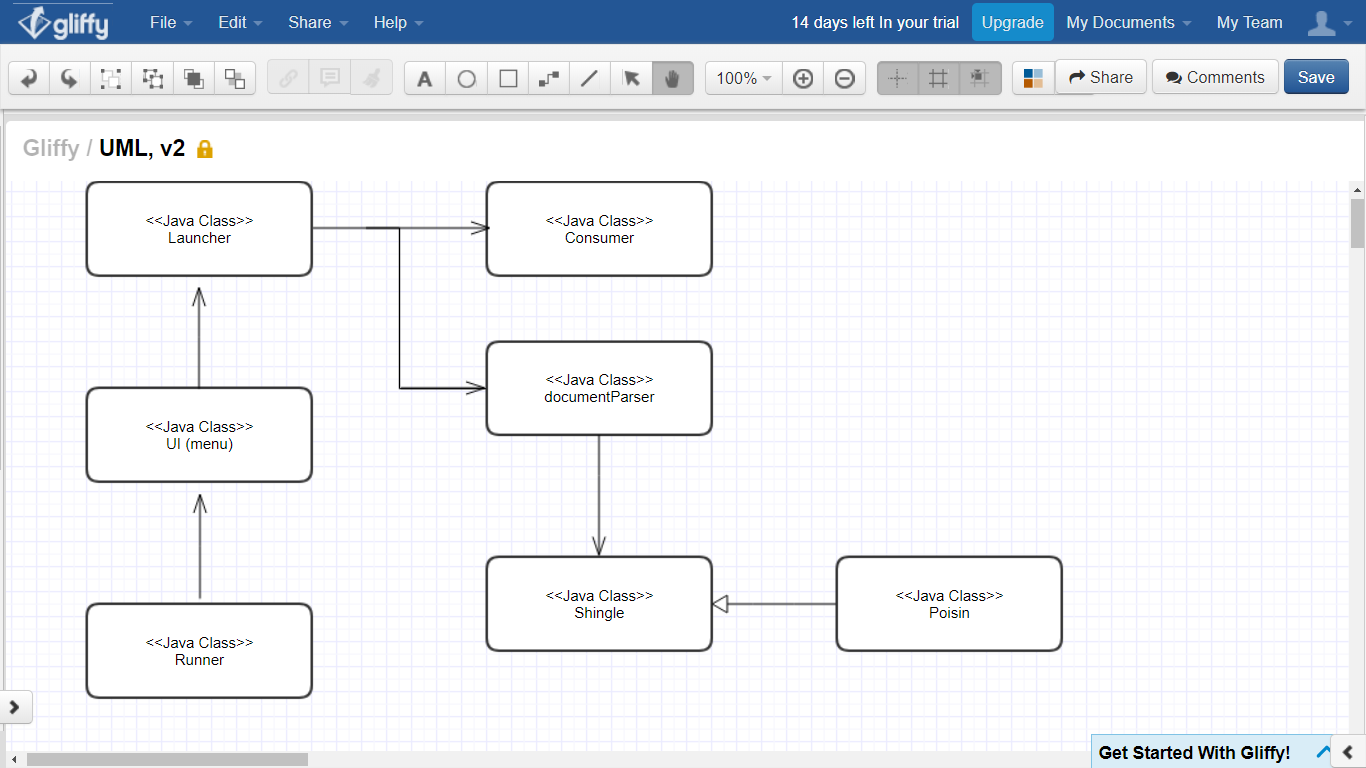 gliffy File Edit Share Help 14 days left In your trial Upgrade My Documents My Team
A 100% Share Comments Save
Gliffy / UML, v2
<<Java Class>>
Launcher
<<Java Class>>
Consumer
<<Java Class>>
documentParser
<<Java Class>>
UI (menu)
<<Java Class>>
Shingle
<<Java Class>>
Poisin
<<Java Class>>
Runner
Get Started With Gliffy!